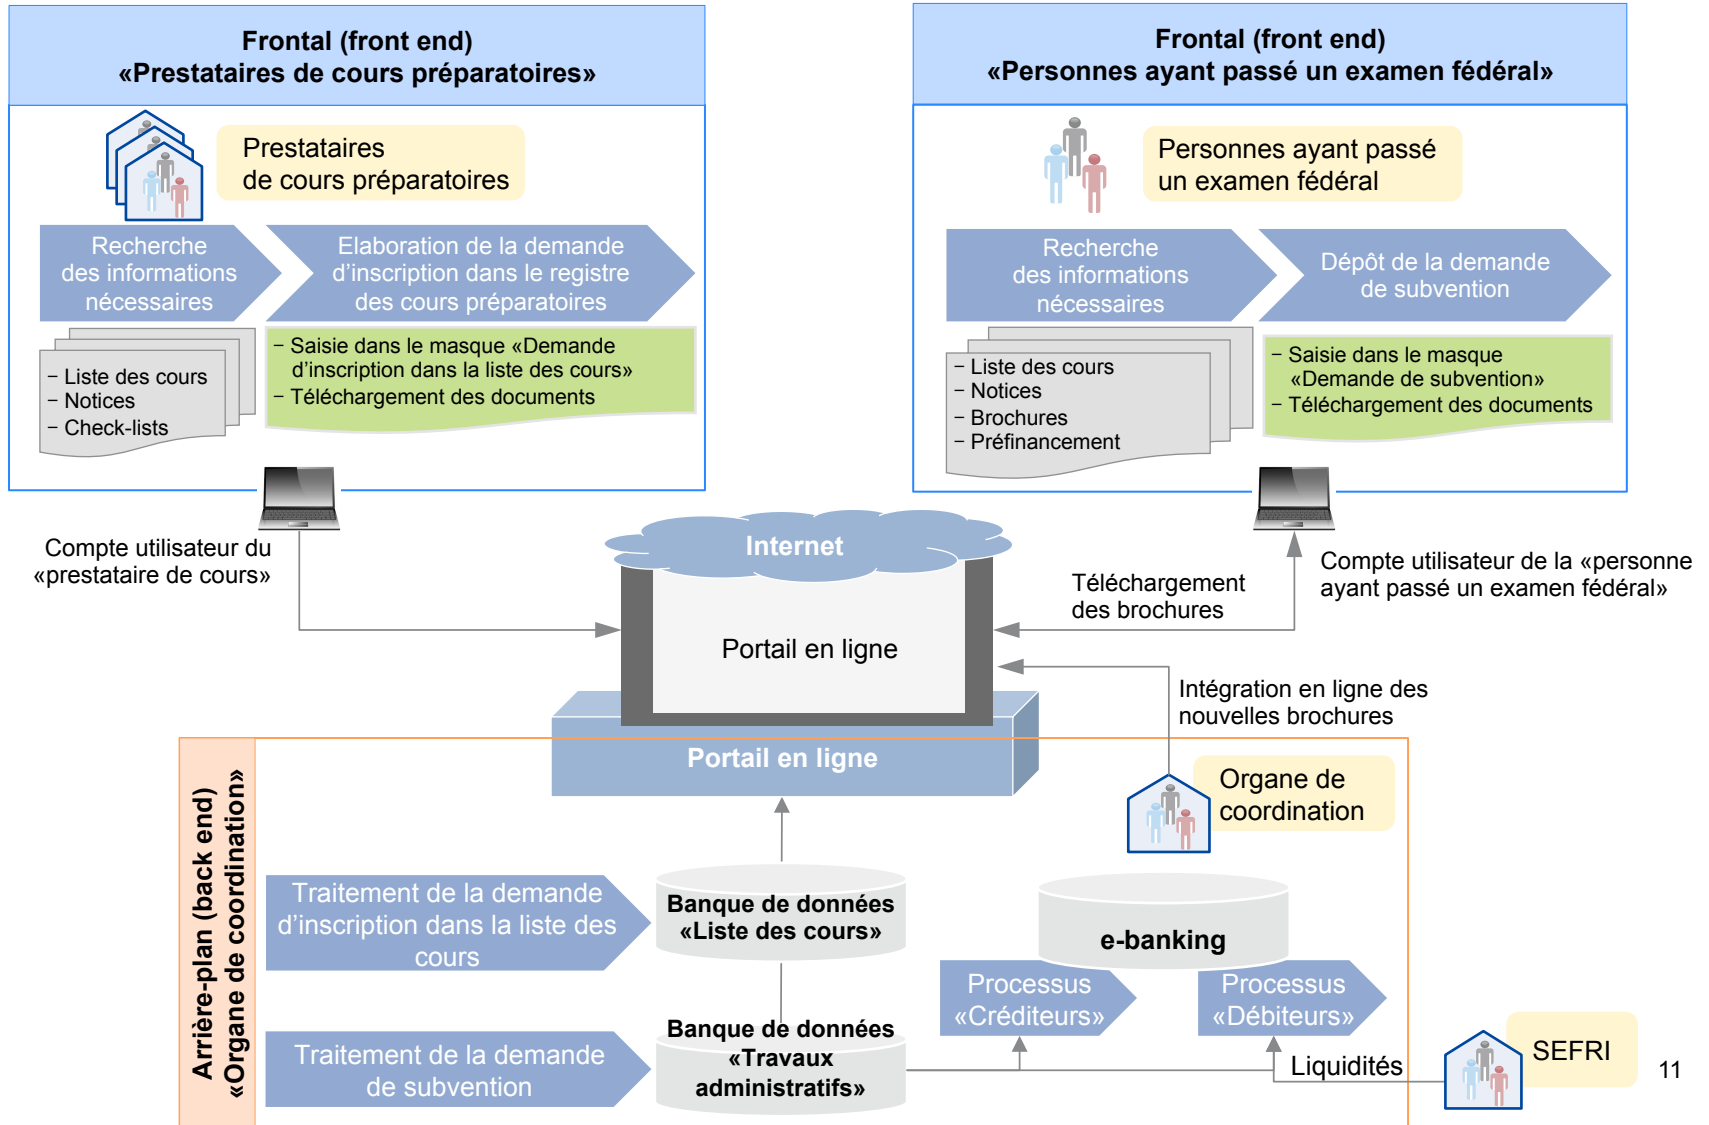 Frontal (front end)
«Prestataires de cours préparatoires»
Prestataires
de cours préparatoires
Recherche
des informations
nécessaires
Elaboration de la demande
d’inscription dans le registre
des cours préparatoires
– Liste des cours
– Notices
– Check-lists
– Saisie dans le masque «Demande
d’inscription dans la liste des cours»
– Téléchargement des documents
Compte utilisateur du
«prestataire de cours»
Frontal (front end)
«Personnes ayant passé un examen fédéral»
Personnes ayant passé
un examen fédéral
Recherche
des informations
nécessaires
Dépôt de la demande
de subvention
– Liste des cours
– Notices
– Brochures
– Préfinancement
– Saisie dans le masque
«Demande de subvention»
– Téléchargement des documents
Compte utilisateur de la «personne
ayant passé un examen fédéral»
Internet
Portail en ligne
Téléchargement
des brochures
Intégration en ligne des
nouvelles brochures
Portail en ligne
Organe de
coordination
Arrière-plan (back end)
«Organe de coordination»
Traitement de la demande
d’inscription dans la liste des
cours
Banque de données
«Liste des cours»
e-banking
Processus
«Créditeurs»
Processus
«Débiteurs»
Traitement de la demande
de subvention
Banque de données
«Travaux
administratifs»
Liquidités
SEFRI
11